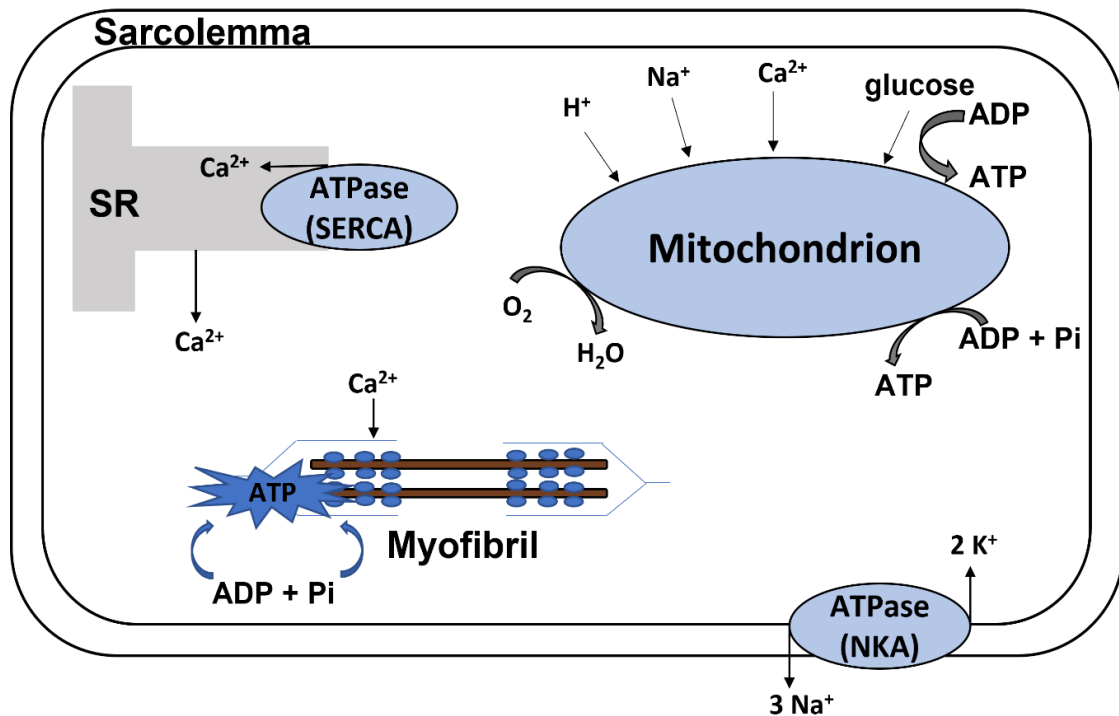 Sarcolemma
H⁺
Na⁺
Ca²⁺
glucose
ADP
ATP
Ca²⁺
SR
ATPase
(SERCA)
Mitochondrion
Ca²⁺
O₂
H₂O
ADP + Pi
ATP
Ca²⁺
ATP
Myofibril
ADP + Pi
2 K⁺
ATPase
(NKA)
3 Na⁺